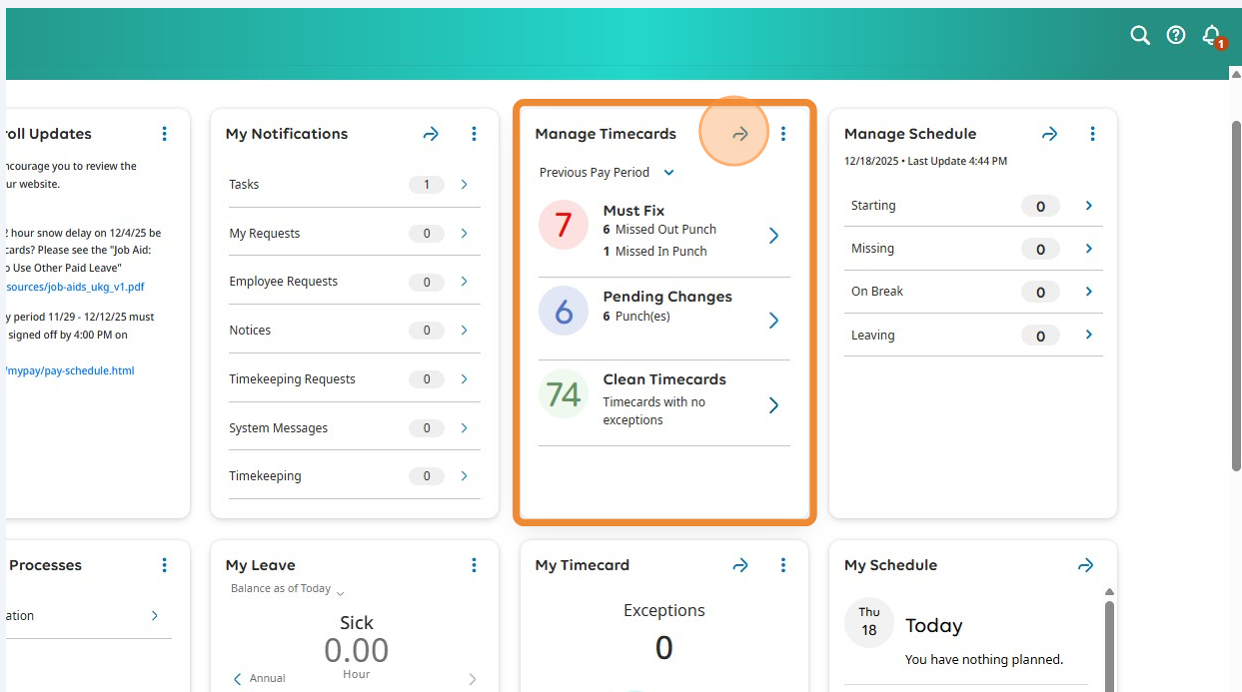 1
oll Updates
ncourage you to review the
ur website.
2 hour snow delay on 12/4/25 be
cards? Please see the "Job Aid:
o Use Other Paid Leave"
sources/job-aids_ukg_v1.pdf
y period 11/29 - 12/12/25 must
signed off by 4:00 PM on
/mypay/pay-schedule.html
My Notifications
Tasks 1
My Requests 0
Employee Requests 0
Notices 0
Timekeeping Requests 0
System Messages 0
Timekeeping 0
Manage Timecards
Previous Pay Period
7 Must Fix
6 Missed Out Punch
1 Missed In Punch
6 Pending Changes
6 Punch(es)
74 Clean Timecards
Timecards with no
exceptions
Manage Schedule
12/18/2025 • Last Update 4:44 PM
Starting 0
Missing 0
On Break 0
Leaving 0
Processes
ation
My Leave
Balance as of Today
Sick
0.00
Hour
Annual
My Timecard
Exceptions
0
My Schedule
Thu
18
Today
You have nothing planned.